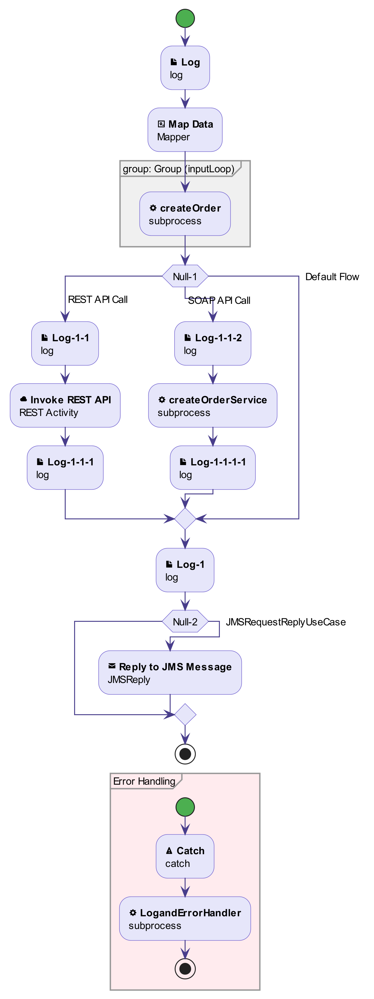 Log
log
Map Data
Mapper
group: Group (inputLoop)
createOrder
subprocess
Null-1
Default Flow
REST API Call
SOAP API Call
Log-1-1
log
Log-1-1-2
log
Invoke REST API
REST Activity
createOrderService
subprocess
Log-1-1-1
log
Log-1-1-1-1
log
Log-1
log
Null-2
JMSRequestReplyUseCase
Reply to JMS Message
JMSReply
Error Handling
Catch
catch
LogandErrorHandler
subprocess